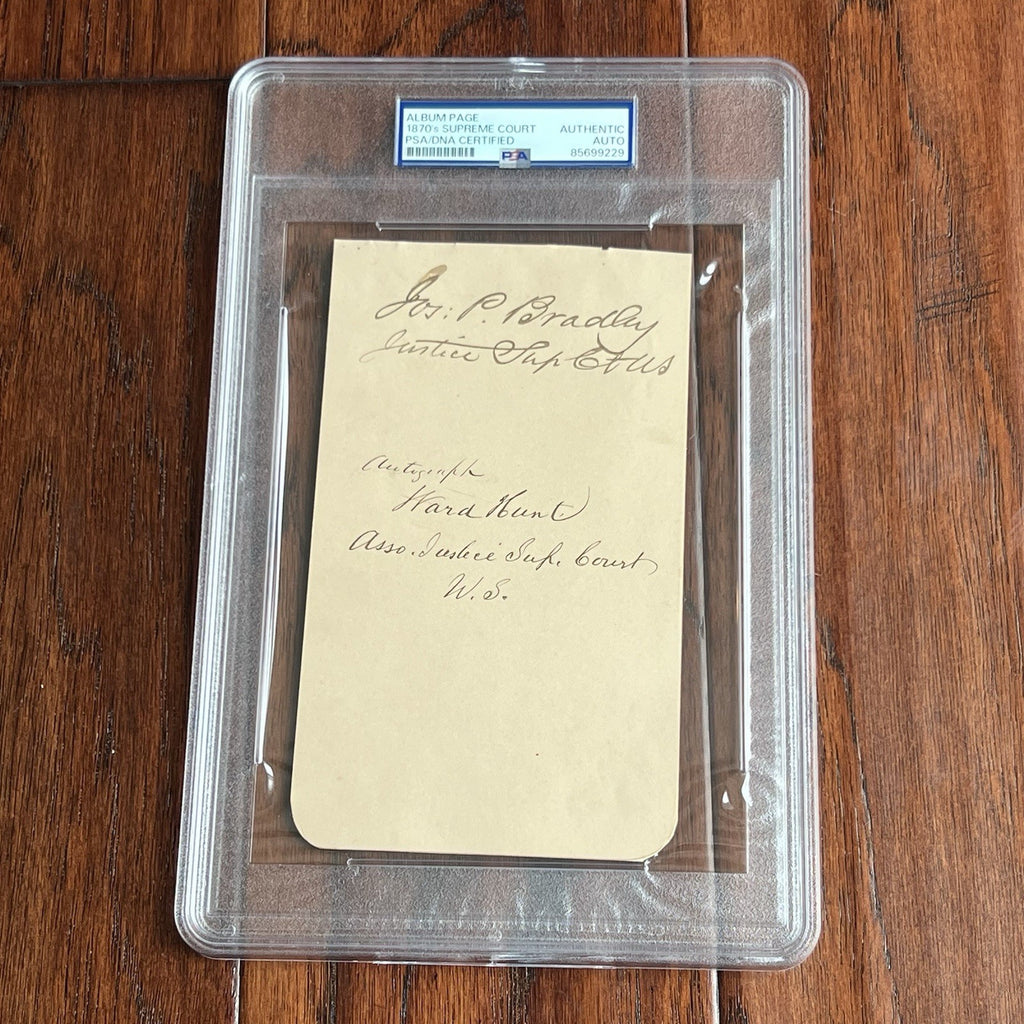 ALBUM PAGE
1870's SUPREME COURT AUTHENTIC
PSA/DNA CERTIFIED AUTO
PSA 85699229
Jos: P. Bradley
Justice Sup Ct US
Autograph
Ward Hunt
Asso. Justice Sup. Court
U. S.